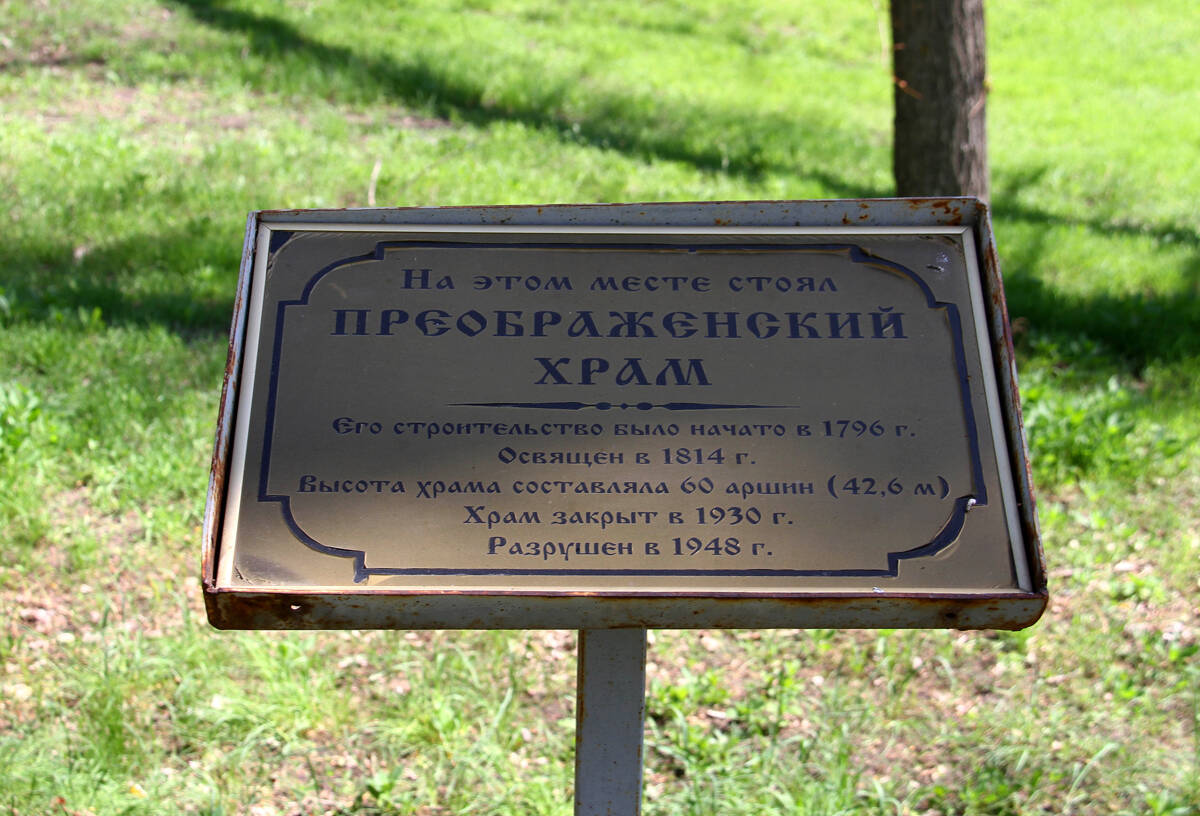 На этом месте стоял
ПРЕОБРАЖЕНСКИЙ
ХРАМ
Его строительство было начато в 1796 г.
Освящен в 1814 г.
Высота храма составляла 60 аршин (42,6 м)
Храм закрыт в 1930 г.
Разрушен в 1948 г.